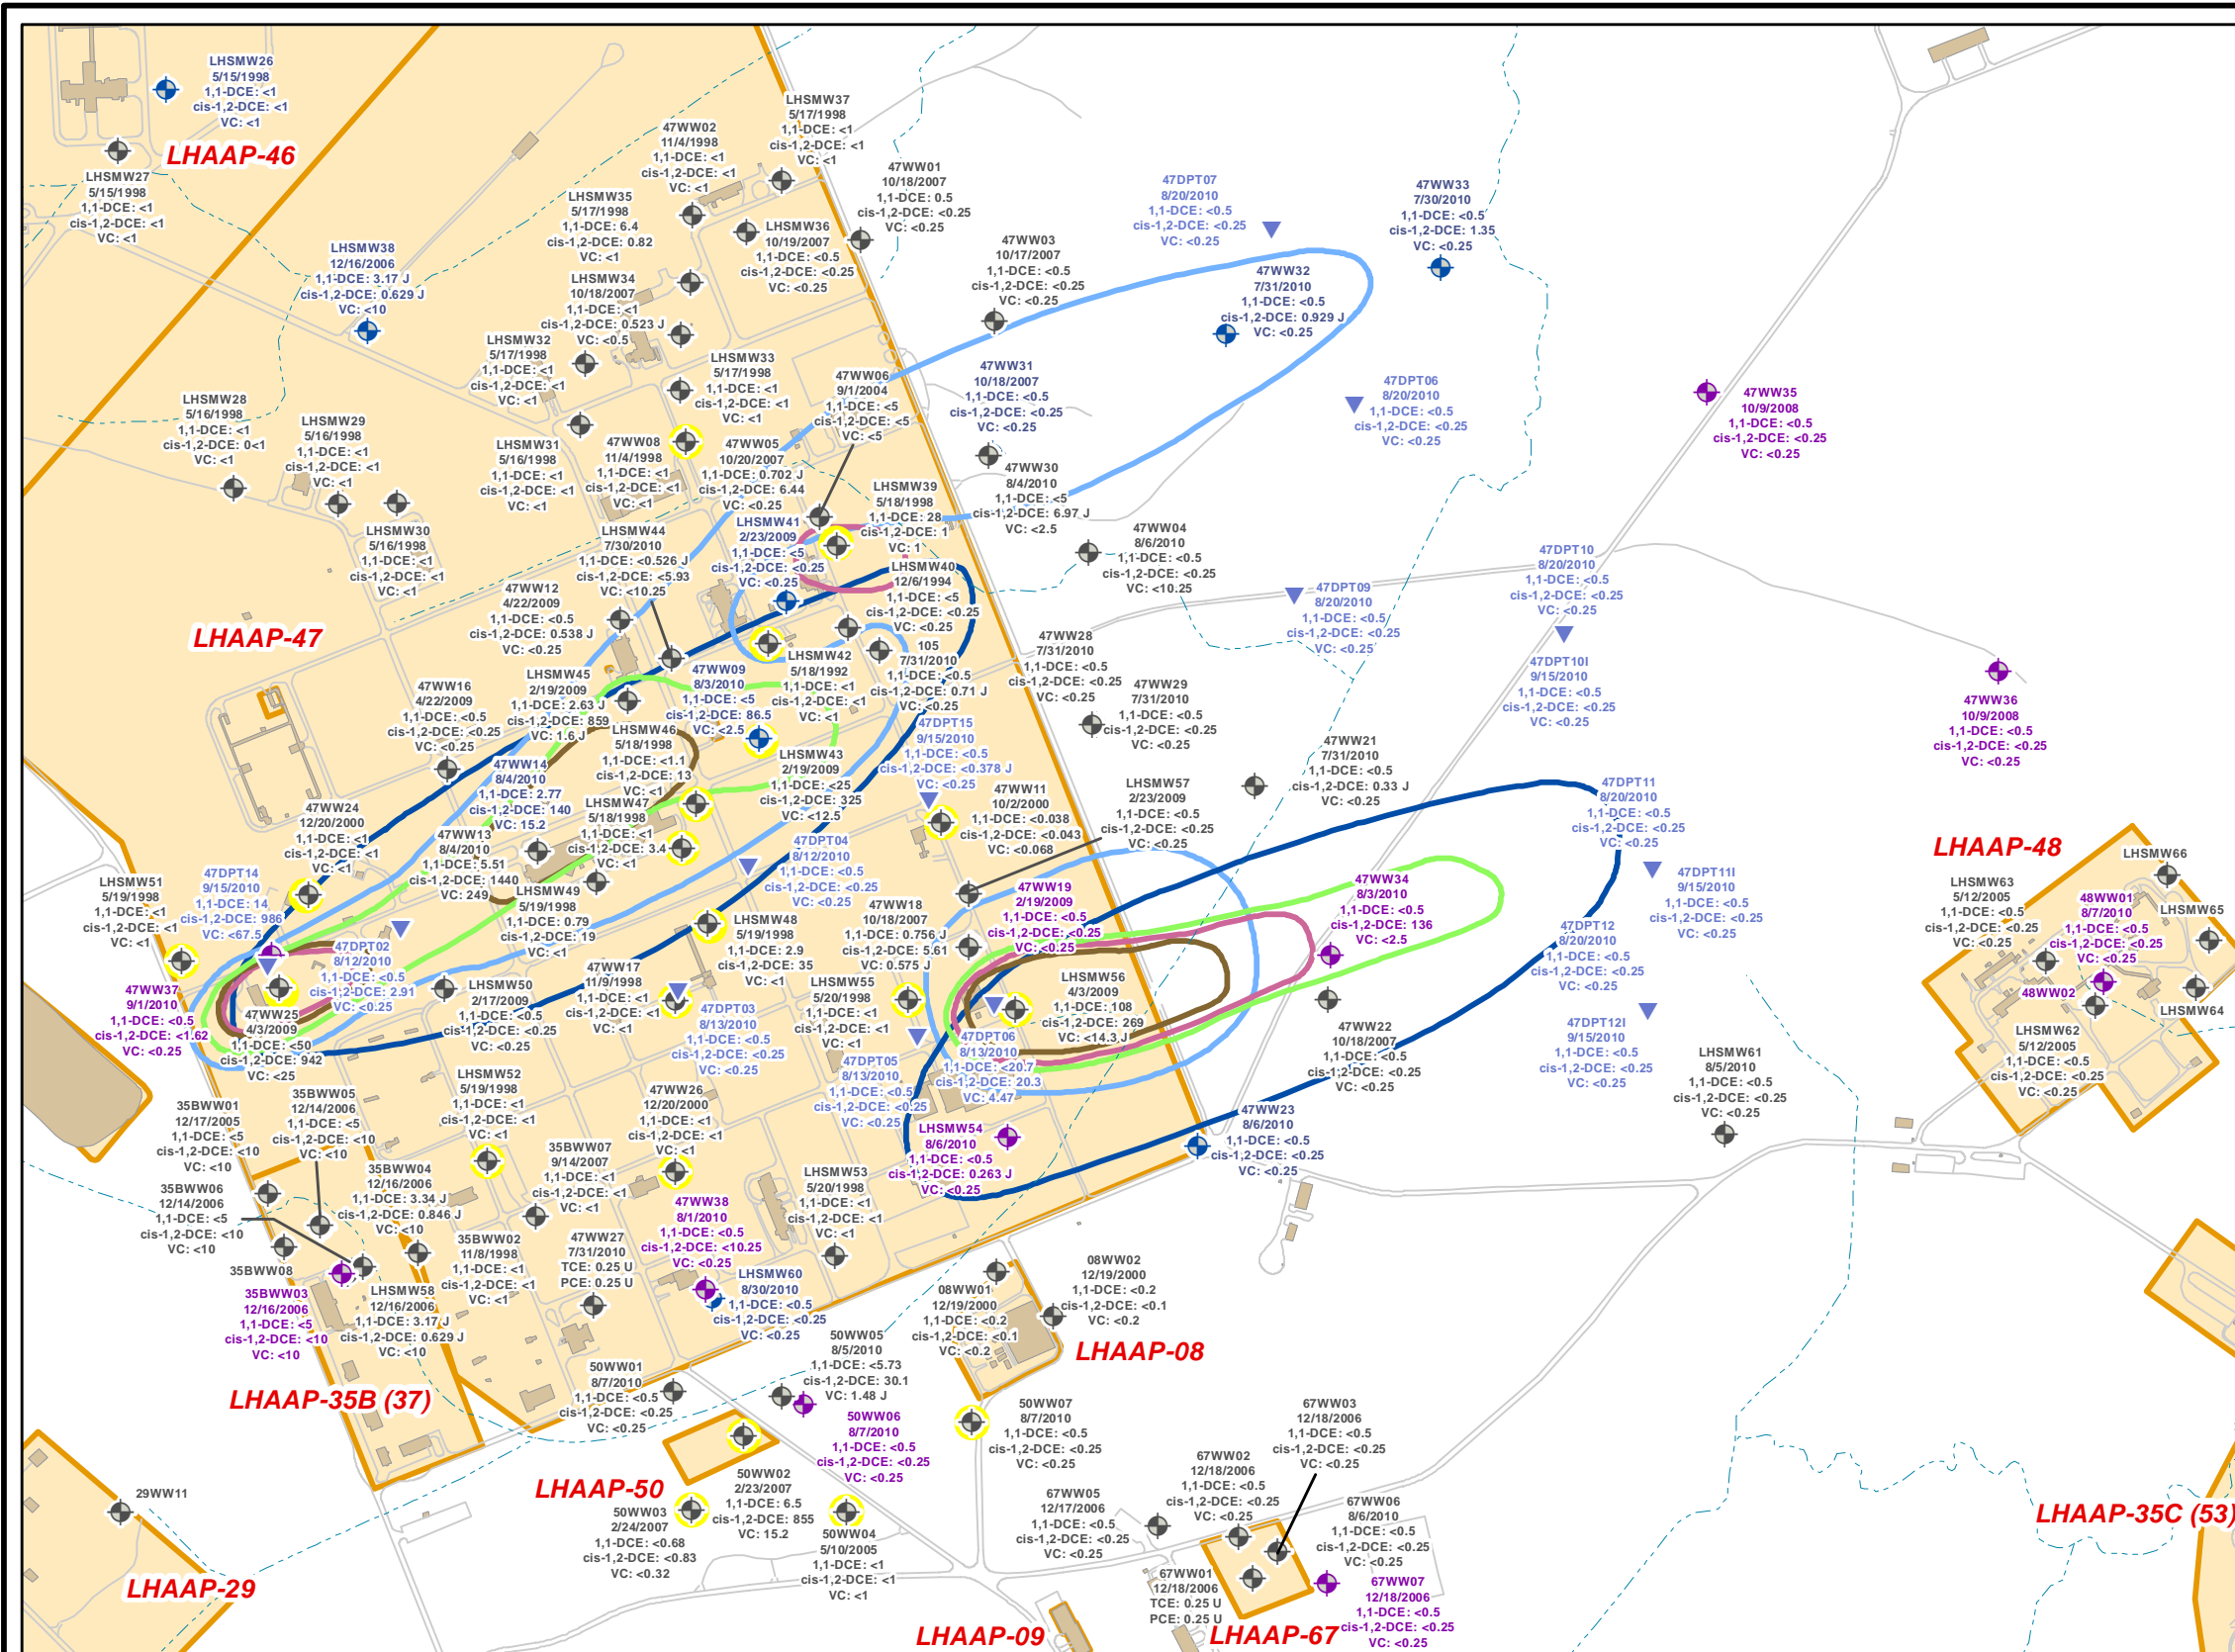 LHSMW26
5/15/1998
1,1-DCE: <1
cis-1,2-DCE: <1
VC: <1
LHAAP-46
LHSMW27
5/15/1998
1,1-DCE: <1
cis-1,2-DCE: <1
VC: <1
LHSMW37
5/17/1998
1,1-DCE: <1
cis-1,2-DCE: <1
VC: <1
47WW02
11/4/1998
1,1-DCE: <1
cis-1,2-DCE: <1
VC: <1
47WW01
10/18/2007
1,1-DCE: 0.5
cis-1,2-DCE: <0.25
VC: <0.25
LHSMW35
5/17/1998
1,1-DCE: 6.4
cis-1,2-DCE: 0.82
VC: <1
LHSMW36
10/19/2007
1,1-DCE: <0.5
cis-1,2-DCE: <0.25
VC: <0.25
47DPT07
8/20/2010
1,1-DCE: <0.5
cis-1,2-DCE: <0.25
VC: <0.25
47WW33
7/30/2010
1,1-DCE: <0.5
cis-1,2-DCE: 1.35
VC: <0.25
LHSMW38
12/16/2006
1,1-DCE: 3.17 J
cis-1,2-DCE: 0.629 J
VC: <10
47WW03
10/17/2007
1,1-DCE: <0.5
cis-1,2-DCE: <0.25
VC: <0.25
47WW32
7/31/2010
1,1-DCE: <0.5
cis-1,2-DCE: 0.929 J
VC: <0.25
LHSMW34
10/18/2007
1,1-DCE: <1
cis-1,2-DCE: 0.523 J
VC: <0.5
LHSMW32
5/17/1998
1,1-DCE: <1
cis-1,2-DCE: <1
VC: <1
LHSMW33
5/17/1998
1,1-DCE: <1
cis-1,2-DCE: <1
VC: <1
47WW06
9/1/2004
1,1-DCE: <5
cis-1,2-DCE: <5
VC: <5
47WW31
10/18/2007
1,1-DCE: <0.5
cis-1,2-DCE: <0.25
VC: <0.25
47DPT06
8/20/2010
1,1-DCE: <0.5
cis-1,2-DCE: <0.25
VC: <0.25
47WW35
10/9/2008
1,1-DCE: <0.5
cis-1,2-DCE: <0.25
VC: <0.25
LHSMW28
5/16/1998
1,1-DCE: <1
cis-1,2-DCE: 0<1
VC: <1
LHSMW29
5/16/1998
1,1-DCE: <1
cis-1,2-DCE: <1
VC: <1
LHSMW31
5/16/1998
1,1-DCE: <1
cis-1,2-DCE: <1
VC: <1
47WW08
11/4/1998
1,1-DCE: <1
cis-1,2-DCE: <1
VC: <1
47WW05
10/20/2007
1,1-DCE: 0.702 J
cis-1,2-DCE: 6.44
VC: <0.25
47WW30
8/4/2010
1,1-DCE: <5
cis-1,2-DCE: 6.97 J
VC: <2.5
LHSMW39
5/18/1998
1,1-DCE: 28
cis-1,2-DCE: 1
VC: 1
LHSMW30
5/16/1998
1,1-DCE: <1
cis-1,2-DCE: <1
VC: <1
LHSMW44
7/30/2010
1,1-DCE: <0.526 J
cis-1,2-DCE: <5.93
VC: <10.25
LHSMW41
2/23/2009
1,1-DCE: <5
cis-1,2-DCE: <0.25
VC: <0.25
47WW04
8/6/2010
1,1-DCE: <0.5
cis-1,2-DCE: <0.25
VC: <10.25
LHSMW40
12/6/1994
1,1-DCE: <5
cis-1,2-DCE: <0.25
VC: <0.25
47DPT10
8/20/2010
1,1-DCE: <0.5
cis-1,2-DCE: <0.25
VC: <0.25
47DPT09
8/20/2010
1,1-DCE: <0.5
cis-1,2-DCE: <0.25
VC: <0.25
47WW12
4/22/2009
1,1-DCE: <0.5
cis-1,2-DCE: 0.538 J
VC: <0.25
LHAAP-47
47WW28
7/31/2010
1,1-DCE: <0.5
cis-1,2-DCE: <0.25
VC: <0.25
105
7/31/2010
1,1-DCE: <0.5
cis-1,2-DCE: 0.71 J
VC: <0.25
LHSMW42
5/18/1992
1,1-DCE: <1
cis-1,2-DCE: <1
VC: <1
47WW09
8/3/2010
1,1-DCE: <5
cis-1,2-DCE: 86.5
VC: <2.5
LHSMW45
2/19/2009
1,1-DCE: 2.63 J
cis-1,2-DCE: 859
VC: 1.6 J
47WW16
4/22/2009
1,1-DCE: <0.5
cis-1,2-DCE: <0.25
VC: <0.25
47WW29
7/31/2010
1,1-DCE: <0.5
cis-1,2-DCE: <0.25
VC: <0.25
47DPT10I
9/15/2010
1,1-DCE: <0.5
cis-1,2-DCE: <0.25
VC: <0.25
47WW36
10/9/2008
1,1-DCE: <0.5
cis-1,2-DCE: <0.25
VC: <0.25
47DPT15
9/15/2010
1,1-DCE: <0.5
cis-1,2-DCE: <0.378 J
VC: <0.25
LHSMW46
5/18/1998
1,1-DCE: <1.1
cis-1,2-DCE: 13
VC: <1
LHSMW43
2/19/2009
1,1-DCE: <25
cis-1,2-DCE: 325
VC: <12.5
47WW21
7/31/2010
1,1-DCE: <0.5
cis-1,2-DCE: 0.33 J
VC: <0.25
47WW14
8/4/2010
1,1-DCE: 2.77
cis-1,2-DCE: 140
VC: 15.2
LHSMW47
5/18/1998
1,1-DCE: <1
cis-1,2-DCE: 3.4
VC: <1
47WW11
10/2/2000
1,1-DCE: <0.038
cis-1,2-DCE: <0.043
VC: <0.068
LHSMW57
2/23/2009
1,1-DCE: <0.5
cis-1,2-DCE: <0.25
VC: <0.25
47DPT11
8/20/2010
1,1-DCE: <0.5
cis-1,2-DCE: <0.25
VC: <0.25
47WW24
12/20/2000
1,1-DCE: <1
cis-1,2-DCE: <1
VC: <1
47WW13
8/4/2010
1,1-DCE: 5.51
cis-1,2-DCE: 1440
VC: 249
47DPT04
8/12/2010
1,1-DCE: <0.5
cis-1,2-DCE: <0.25
VC: <0.25
LHAAP-48
LHSMW66
LHSMW51
5/19/1998
1,1-DCE: <1
cis-1,2-DCE: <1
VC: <1
47DPT14
9/15/2010
1,1-DCE: 14
cis-1,2-DCE: 986
VC: <67.5
LHSMW49
5/19/1998
1,1-DCE: 0.79
cis-1,2-DCE: 19
VC: <1
47WW18
10/18/2007
1,1-DCE: 0.756 J
cis-1,2-DCE: 5.61
VC: 0.575 J
47WW19
2/19/2009
1,1-DCE: <0.5
cis-1,2-DCE: <0.25
VC: <0.25
47WW34
8/3/2010
1,1-DCE: <0.5
cis-1,2-DCE: 136
VC: <2.5
47DPT11I
9/15/2010
1,1-DCE: <0.5
cis-1,2-DCE: <0.25
VC: <0.25
LHSMW63
5/12/2005
1,1-DCE: <0.5
cis-1,2-DCE: <0.25
VC: <0.25
48WW01
8/7/2010
1,1-DCE: <0.5
cis-1,2-DCE: <0.25
VC: <0.25
LHSMW65
LHSMW48
5/19/1998
1,1-DCE: 2.9
cis-1,2-DCE: 35
VC: <1
47DPT12
8/20/2010
1,1-DCE: <0.5
cis-1,2-DCE: <0.25
VC: <0.25
47DPT02
8/12/2010
1,1-DCE: <0.5
cis-1,2-DCE: 2.91
VC: <0.25
47WW37
9/1/2010
1,1-DCE: <0.5
cis-1,2-DCE: <1.62
VC: <0.25
LHSMW50
2/17/2009
1,1-DCE: <0.5
cis-1,2-DCE: <0.25
VC: <0.25
47WW17
11/9/1998
1,1-DCE: <1
cis-1,2-DCE: <1
VC: <1
LHSMW55
5/20/1998
1,1-DCE: <1
cis-1,2-DCE: <1
VC: <1
LHSMW56
4/3/2009
1,1-DCE: 108
cis-1,2-DCE: 269
VC: <14.3 J
48WW02
LHSMW64
47WW25
4/3/2009
1,1-DCE: <50
cis-1,2-DCE: 942
VC: <25
47DPT03
8/13/2010
1,1-DCE: <0.5
cis-1,2-DCE: <0.25
VC: <0.25
47DPT06
8/13/2010
1,1-DCE: <20.7
cis-1,2-DCE: 20.3
VC: 4.47
47WW22
10/18/2007
1,1-DCE: <0.5
cis-1,2-DCE: <0.25
VC: <0.25
47DPT12I
9/15/2010
1,1-DCE: <0.5
cis-1,2-DCE: <0.25
VC: <0.25
LHSMW62
5/12/2005
1,1-DCE: <0.5
cis-1,2-DCE: <0.25
VC: <0.25
LHSMW61
8/5/2010
1,1-DCE: <0.5
cis-1,2-DCE: <0.25
VC: <0.25
47DPT05
8/13/2010
1,1-DCE: <0.5
cis-1,2-DCE: <0.25
VC: <0.25
LHSMW52
5/19/1998
1,1-DCE: <1
cis-1,2-DCE: <1
VC: <1
35BWW01
12/17/2005
1,1-DCE: <5
cis-1,2-DCE: <10
VC: <10
35BWW05
12/14/2006
1,1-DCE: <5
cis-1,2-DCE: <10
VC: <10
47WW26
12/20/2000
1,1-DCE: <1
cis-1,2-DCE: <1
VC: <1
47WW23
8/6/2010
1,1-DCE: <0.5
cis-1,2-DCE: <0.25
VC: <0.25
LHSMW54
8/6/2010
1,1-DCE: <0.5
cis-1,2-DCE: 0.263 J
VC: <0.25
35BWW07
9/14/2007
1,1-DCE: <1
cis-1,2-DCE: <1
VC: <1
35BWW04
12/16/2006
1,1-DCE: 3.34 J
cis-1,2-DCE: 0.846 J
VC: <10
LHSMW53
5/20/1998
1,1-DCE: <1
cis-1,2-DCE: <1
VC: <1
35BWW06
12/14/2006
1,1-DCE: <5
cis-1,2-DCE: <10
VC: <10
47WW38
8/1/2010
1,1-DCE: <0.5
cis-1,2-DCE: <10.25
VC: <0.25
35BWW02
11/8/1998
1,1-DCE: <1
cis-1,2-DCE: <1
VC: <1
47WW27
7/31/2010
TCE: 0.25 U
PCE: 0.25 U
35BWW08
35BWW03
12/16/2006
1,1-DCE: <5
cis-1,2-DCE: <10
VC: <10
LHSMW58
12/16/2006
1,1-DCE: 3.17 J
cis-1,2-DCE: 0.629 J
VC: <10
LHSMW60
8/30/2010
1,1-DCE: <0.5
cis-1,2-DCE: <0.25
VC: <0.25
08WW02
12/19/2000
1,1-DCE: <0.2
cis-1,2-DCE: <0.1
VC: <0.2
08WW01
12/19/2000
1,1-DCE: <0.2
cis-1,2-DCE: <0.1
VC: <0.2
LHAAP-08
50WW05
8/5/2010
1,1-DCE: <5.73
cis-1,2-DCE: 30.1
VC: 1.48 J
50WW01
8/7/2010
1,1-DCE: <0.5
cis-1,2-DCE: <0.25
VC: <0.25
LHAAP-35B (37)
50WW06
8/7/2010
1,1-DCE: <0.5
cis-1,2-DCE: <0.25
VC: <0.25
50WW07
8/7/2010
1,1-DCE: <0.5
cis-1,2-DCE: <0.25
VC: <0.25
67WW03
12/18/2006
1,1-DCE: <0.5
cis-1,2-DCE: <0.25
VC: <0.25
67WW02
12/18/2006
1,1-DCE: <0.5
cis-1,2-DCE: <0.25
VC: <0.25
LHAAP-50
50WW02
2/23/2007
1,1-DCE: 6.5
cis-1,2-DCE: 855
VC: 15.2
29WW11
67WW05
12/17/2006
1,1-DCE: <0.5
cis-1,2-DCE: <0.25
VC: <0.25
67WW06
8/6/2010
1,1-DCE: <0.5
cis-1,2-DCE: <0.25
VC: <0.25
LHAAP-35C (53)
50WW03
2/24/2007
1,1-DCE: <0.68
cis-1,2-DCE: <0.83
VC: <0.32
50WW04
5/10/2005
1,1-DCE: <1
cis-1,2-DCE: <1
VC: <1
LHAAP-29
67WW01
12/18/2006
TCE: 0.25 U
PCE: 0.25 U
67WW07
12/18/2006
1,1-DCE: <0.5
cis-1,2-DCE: <0.25
VC: <0.25
LHAAP-09
LHAAP-67